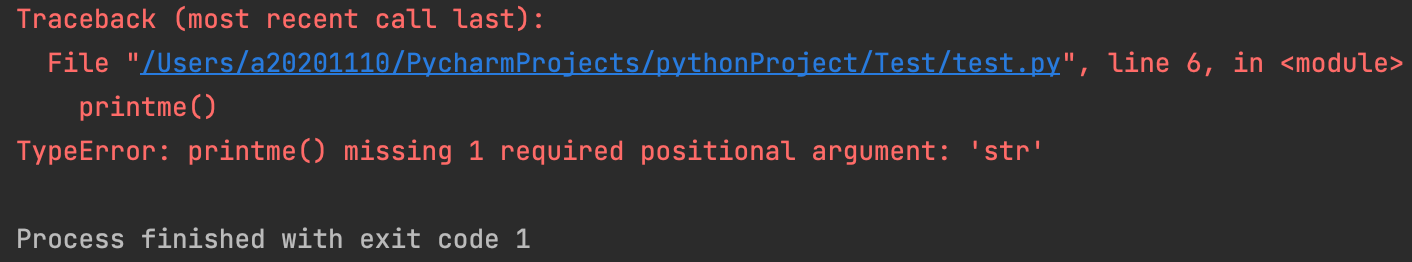 Traceback (most recent call last):
  File "/Users/a20201110/PycharmProjects/pythonProject/Test/test.py", line 6, in <module>
    printme()
TypeError: printme() missing 1 required positional argument: 'str'

Process finished with exit code 1